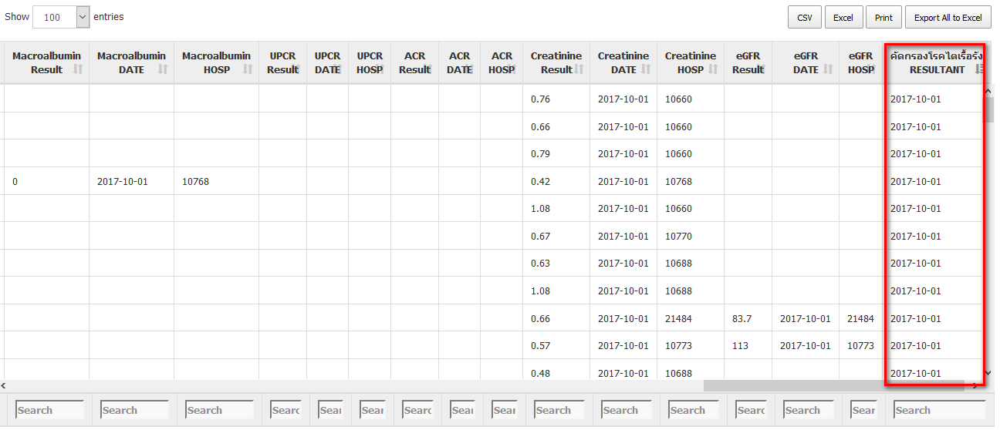 Show 100 entries
CSV Excel Print Export All to Excel
Macroalbumin Result Macroalbumin DATE Macroalbumin HOSP UPCR Result UPCR DATE UPCR HOSP ACR Result ACR DATE ACR HOSP Creatinine Result Creatinine DATE Creatinine HOSP eGFR Result eGFR DATE eGFR HOSP คัดกรองโรคไตเรื้อรัง RESULTANT
0.76 2017-10-01 10660 2017-10-01
0.66 2017-10-01 10660 2017-10-01
0.79 2017-10-01 10660 2017-10-01
0 2017-10-01 10768 0.42 2017-10-01 10768 2017-10-01
1.08 2017-10-01 10660 2017-10-01
0.67 2017-10-01 10770 2017-10-01
0.63 2017-10-01 10688 2017-10-01
1.08 2017-10-01 10688 2017-10-01
0.66 2017-10-01 21484 83.7 2017-10-01 21484 2017-10-01
0.57 2017-10-01 10773 113 2017-10-01 10773 2017-10-01
0.48 2017-10-01 10688 2017-10-01
Search Search Search Searc Searc Searc Searc Searc Searc Search Search Search Searc Search Searc Search